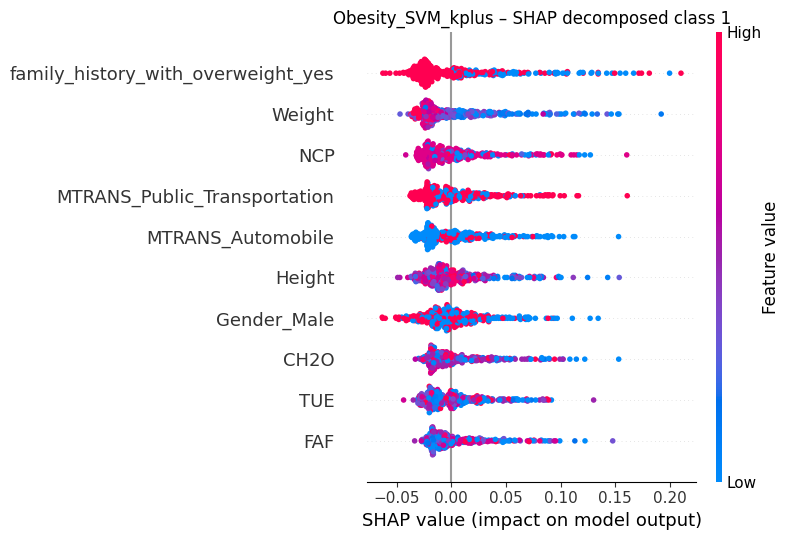 Obesity_SVM_kplus – SHAP decomposed class 1
High
family_history_with_overweight_yes
Weight
NCP
MTRANS_Public_Transportation
MTRANS_Automobile
Height
Gender_Male
CH2O
TUE
FAF
Feature value
Low
−0.05 0.00 0.05 0.10 0.15 0.20
SHAP value (impact on model output)